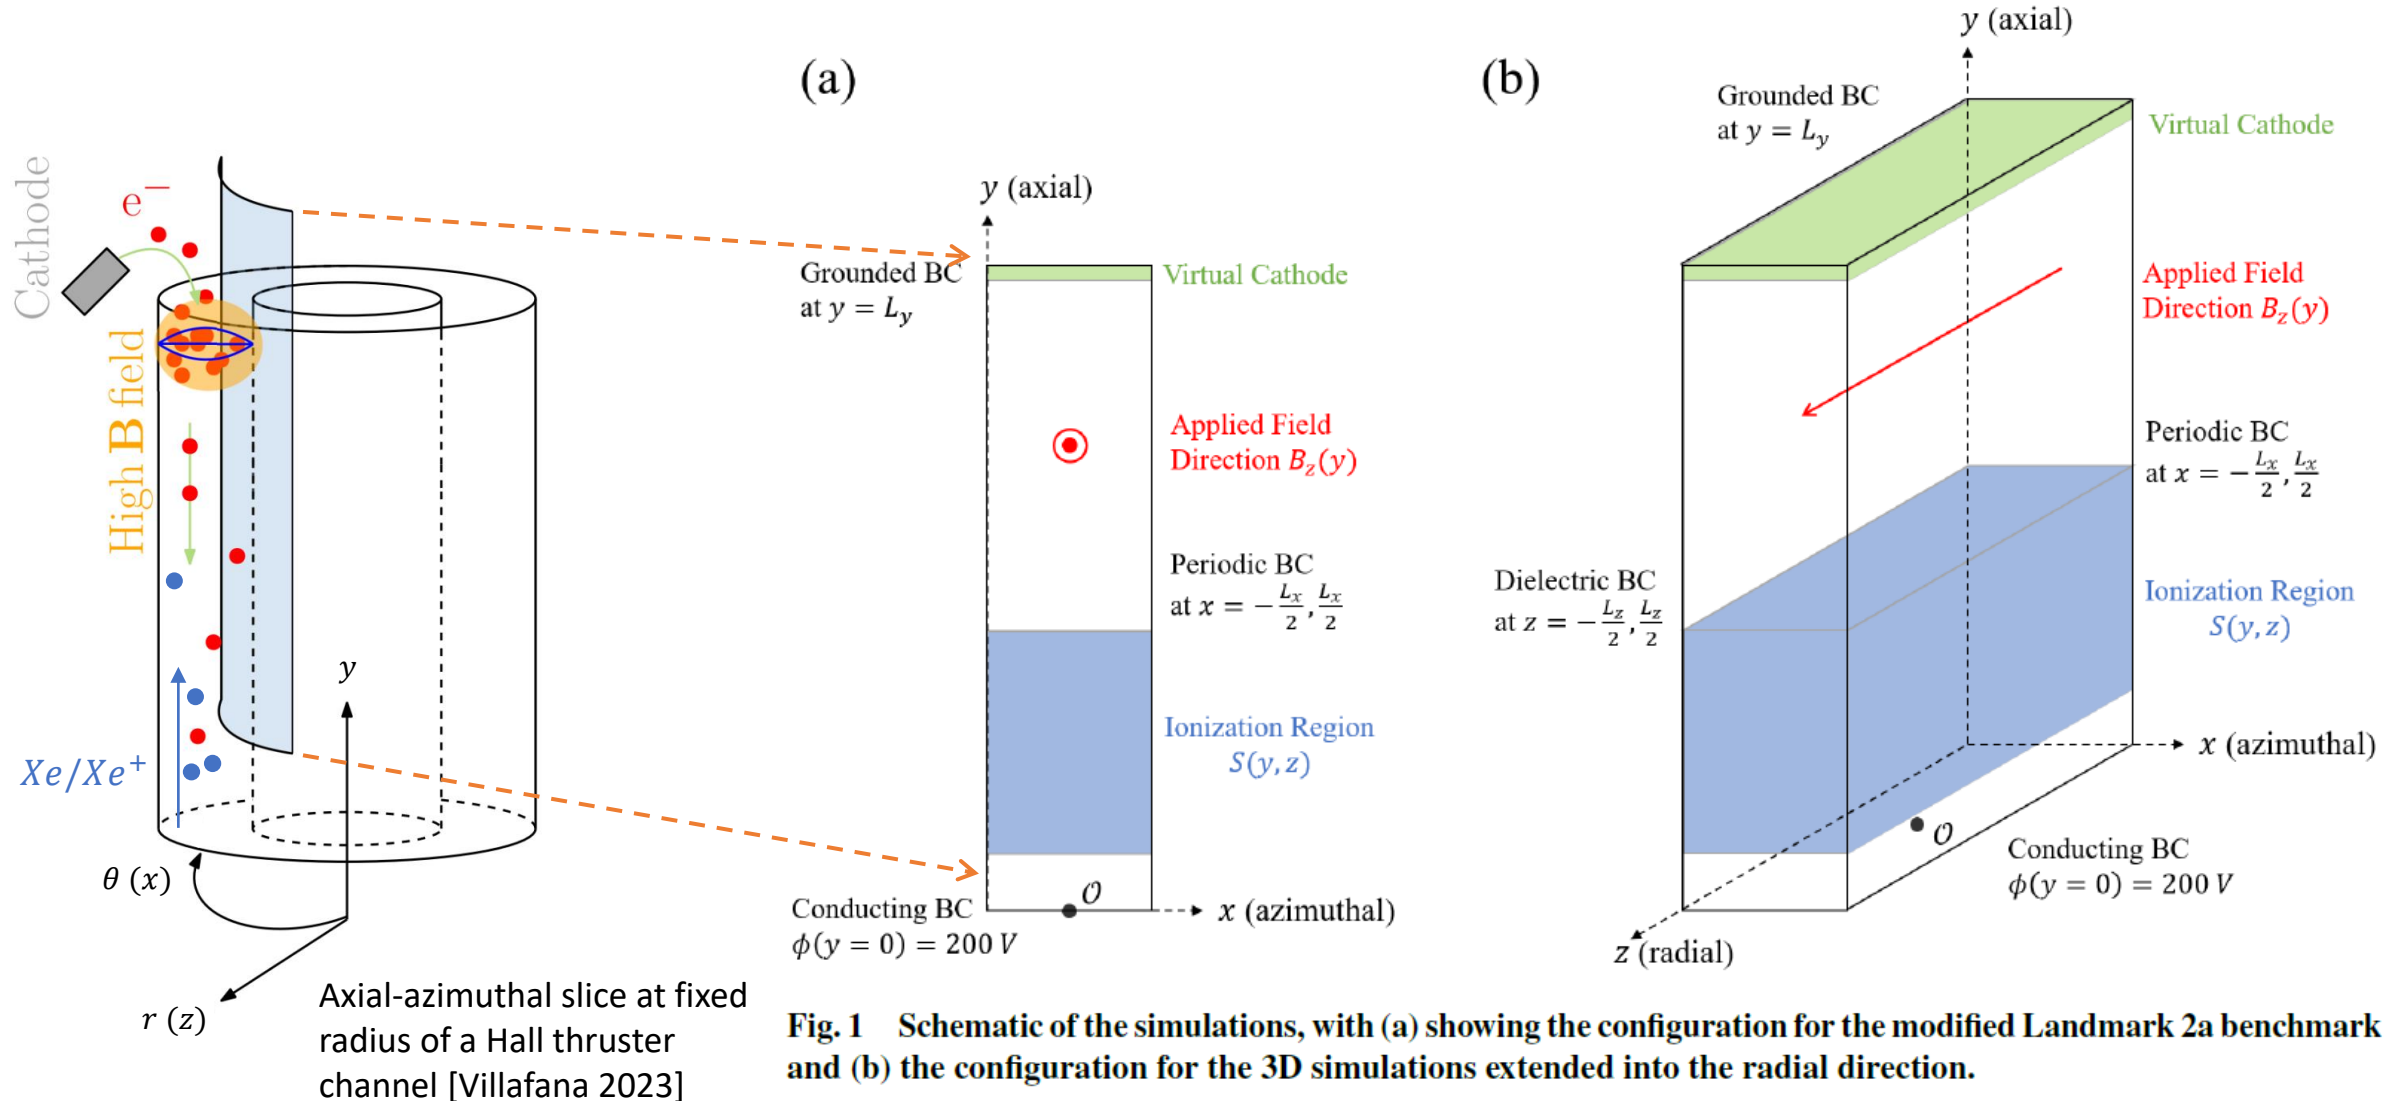 Cathode
e⁻
High B field
Xe/Xe⁺
y
θ (x)
r (z)
Axial-azimuthal slice at fixed
radius of a Hall thruster
channel [Villafana 2023]
(a)
y (axial)
Grounded BC
at y = L_y
Virtual Cathode
Applied Field
Direction B_z(y)
Periodic BC
at x = −L_x/2, L_x/2
Ionization Region
S(y, z)
O
x (azimuthal)
Conducting BC
ϕ(y = 0) = 200 V
(b)
y (axial)
Grounded BC
at y = L_y
Virtual Cathode
Applied Field
Direction B_z(y)
Periodic BC
at x = −L_x/2, L_x/2
Dielectric BC
at z = −L_z/2, L_z/2
Ionization Region
S(y, z)
x (azimuthal)
O
Conducting BC
ϕ(y = 0) = 200 V
z (radial)
Fig. 1 Schematic of the simulations, with (a) showing the configuration for the modified Landmark 2a benchmark
and (b) the configuration for the 3D simulations extended into the radial direction.